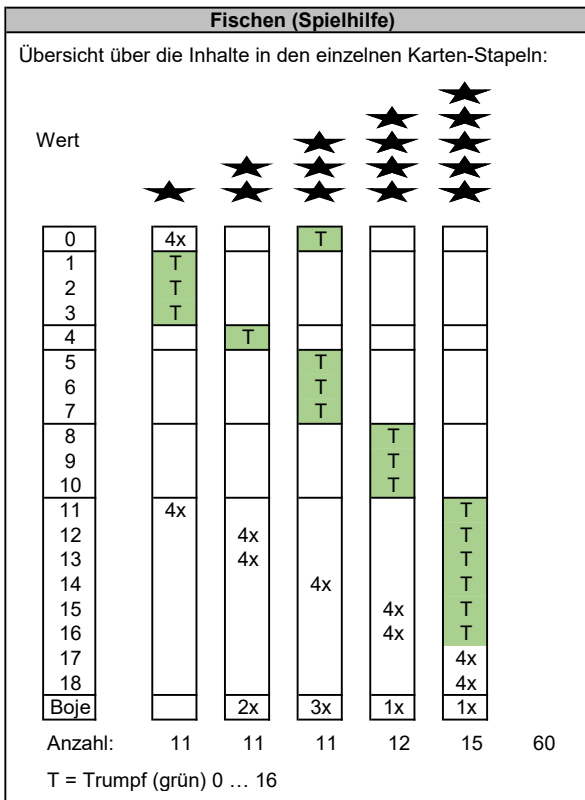 Fischen (Spielhilfe)
Übersicht über die Inhalte in den einzelnen Karten-Stapeln:
Wert
0 4x T
1 T
2 T
3 T
4 T
5 T
6 T
7 T
8 T
9 T
10 T
11 4x T
12 4x T
13 4x T
14 4x T
15 4x T
16 4x T
17 4x
18 4x
Boje 2x 3x 1x 1x
Anzahl: 11 11 11 12 15 60
T = Trumpf (grün) 0 … 16